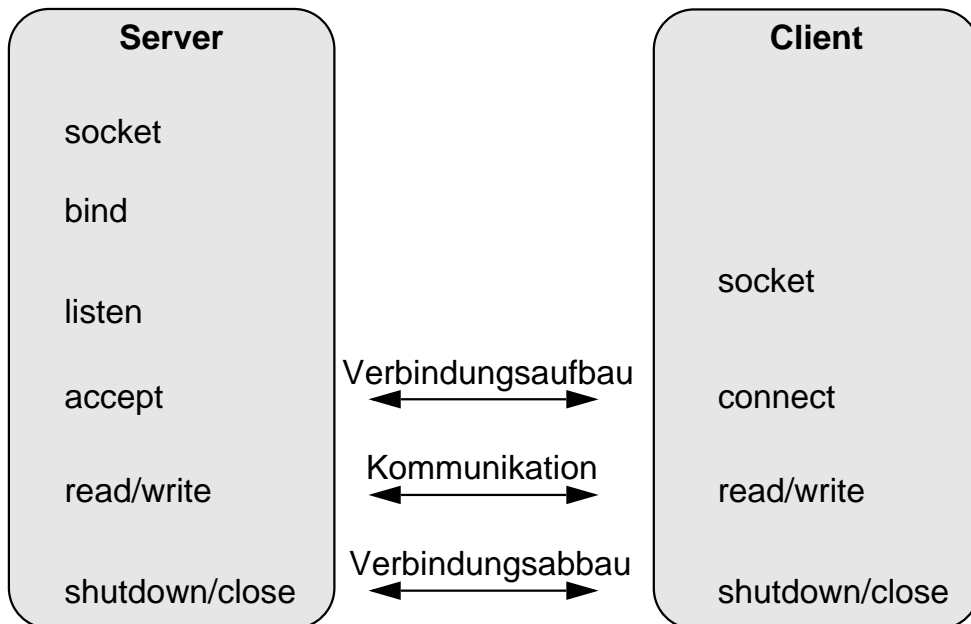 Server
socket
bind
listen
accept
read/write
shutdown/close
Verbindungsaufbau
Kommunikation
Verbindungsabbau
Client
socket
connect
read/write
shutdown/close